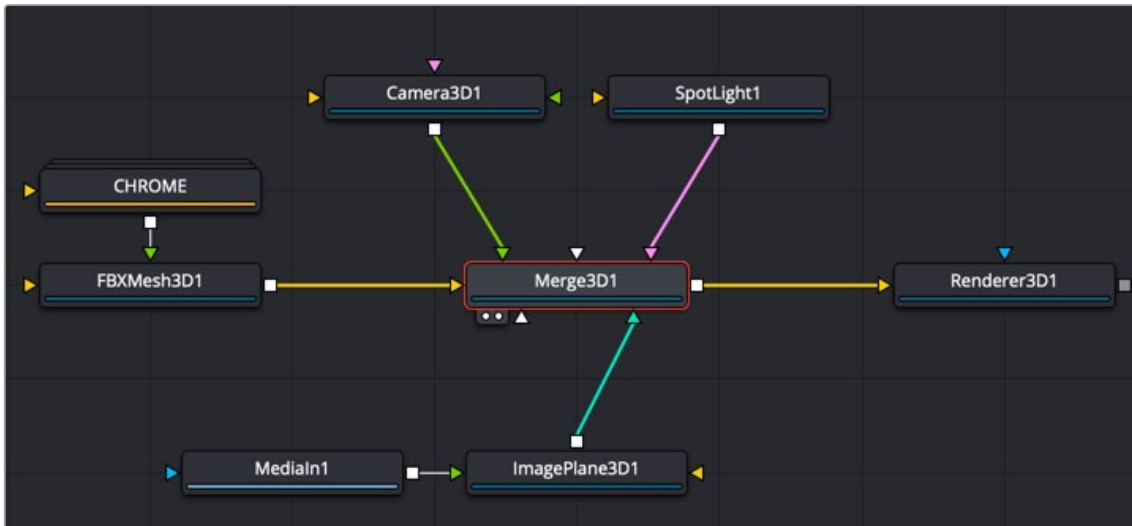 Camera3D1
SpotLight1
CHROME
FBXMesh3D1
Merge3D1
Renderer3D1
MediaIn1
ImagePlane3D1